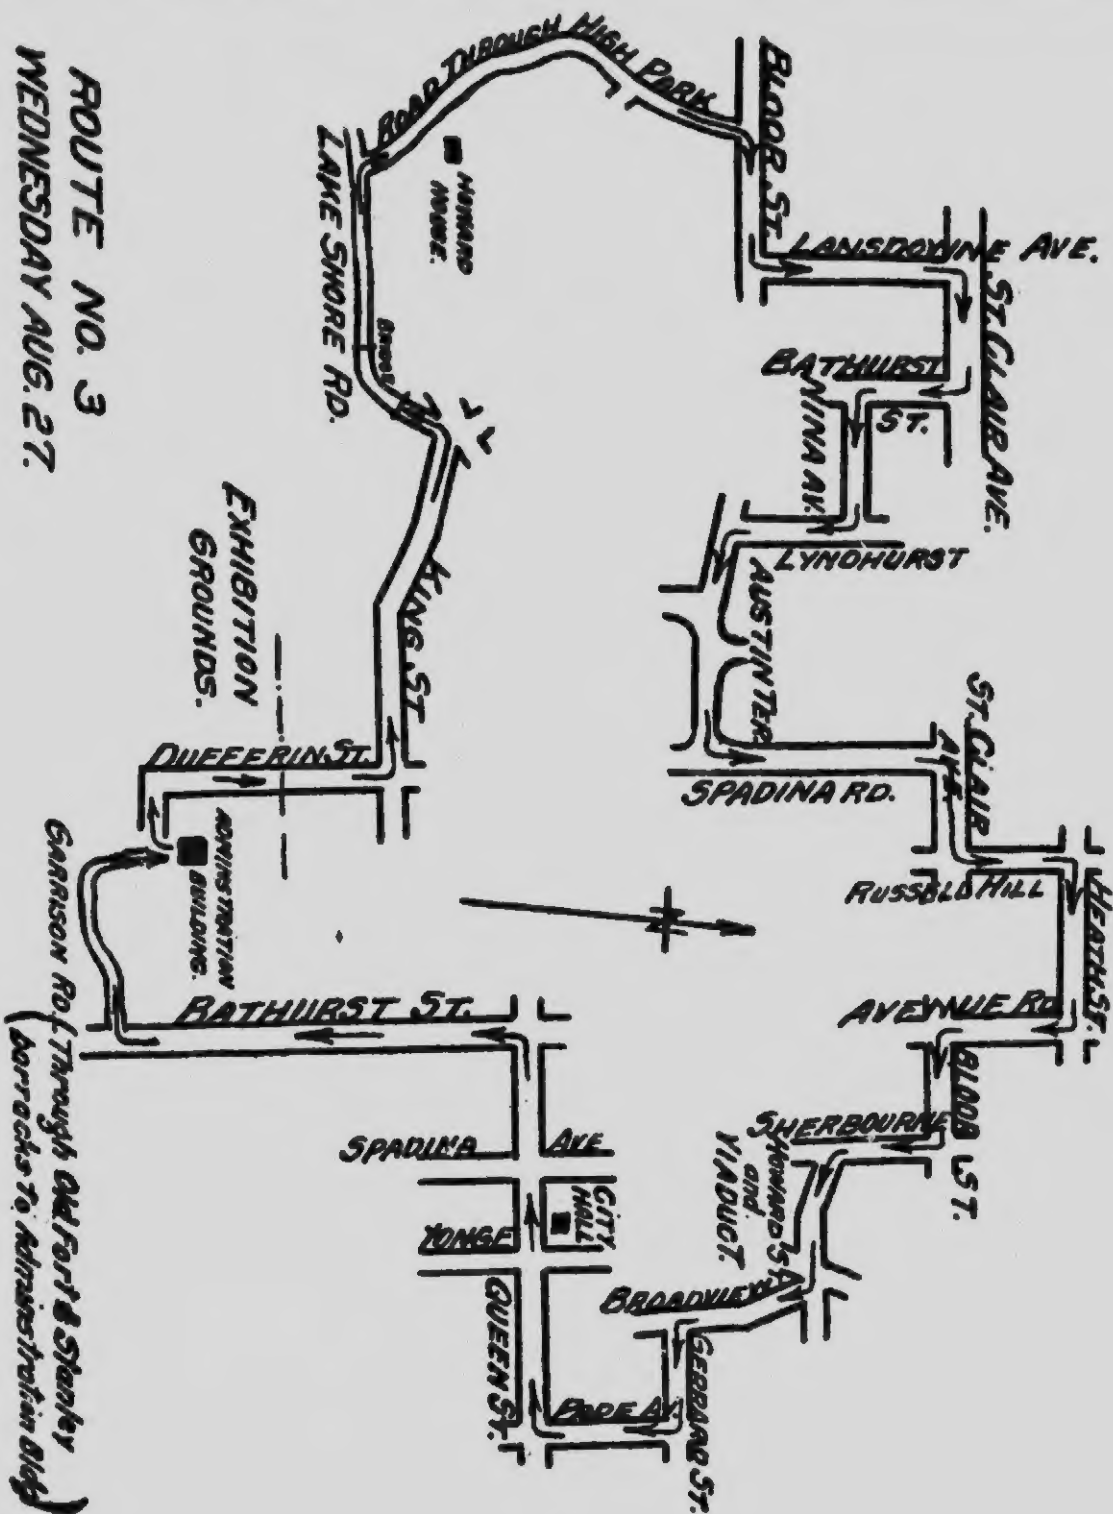 ROUTE NO. 3
WEDNESDAY AUG. 27.
ROAD THROUGH HIGH PARK
BLOOR ST.
LANSDOWNE AVE.
ST. CLAIR AVE.
HOWARD
HOUSE.
LAKE SHORE RD.
BRIDGE
BATHURST
ST.
NINA AV.
LYNDHURST
AUSTIN TER.
KING ST
EXHIBITION
GROUNDS.
DUFFERIN ST.
SPADINA RD.
ST. CLAIR
AVE.
RUSSELL HILL
HEATH ST.
ADMINISTRATION
BUILDING.
AVENUE RD.
BLOOR ST.
BATHURST ST.
SHERBOURNE
HOWARD ST
and
VIADUCT.
SPADINA AVE
CITY
HALL
YONGE
QUEEN ST.
BROADVIEW
GERRARD ST.
PAPE AV.
GARRISON RD. (Through Old Fort & Stanley
barracks to Administration Bldg)